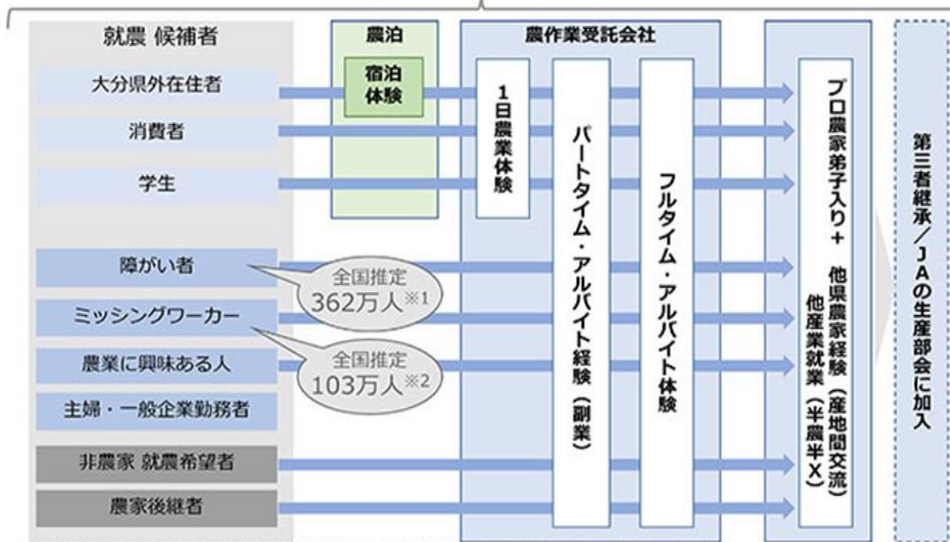 就農 候補者
大分県外在住者
消費者
学生
障がい者
ミッシングワーカー
農業に興味ある人
主婦・一般企業勤務者
非農家 就農希望者
農家後継者
全国推定
362万人※1
全国推定
103万人※2
農泊
宿泊
体験
農作業受託会社
1日農業体験
パートタイム・アルバイト経験（副業）
フルタイム・アルバイト体験
プロ農家弟子入り＋ 他県農家経験（産地間交流）
他産業就業（半農半X）
第三者継承／JAの生産部会に加入